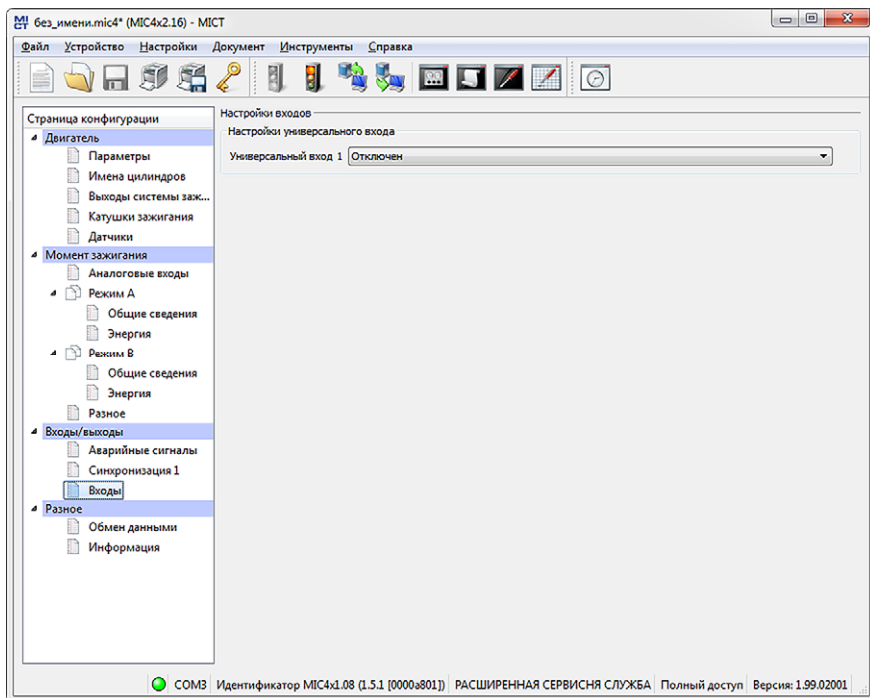 без_имени.mic4* (MIC4x2.16) - MICT
Файл Устройство Настройки Документ Инструменты Справка
Страница конфигурации
Двигатель
Параметры
Имена цилиндров
Выходы системы заж...
Катушки зажигания
Датчики
Момент зажигания
Аналоговые входы
Режим A
Общие сведения
Энергия
Режим B
Общие сведения
Энергия
Разное
Входы/выходы
Аварийные сигналы
Синхронизация 1
Входы
Разное
Обмен данными
Информация
Настройки входов
Настройки универсального входа
Универсальный вход 1 Отключен
COM3 Идентификатор MIC4x1.08 (1.5.1 [0000a801]) РАСШИРЕННАЯ СЕРВИСНЯ СЛУЖБА Полный доступ Версия: 1.99.02001